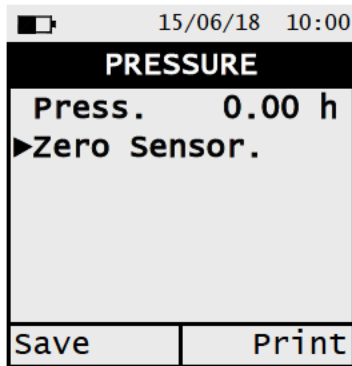 15/06/18 10:00
PRESSURE
Press. 0.00 h
▶Zero Sensor.
Save Print